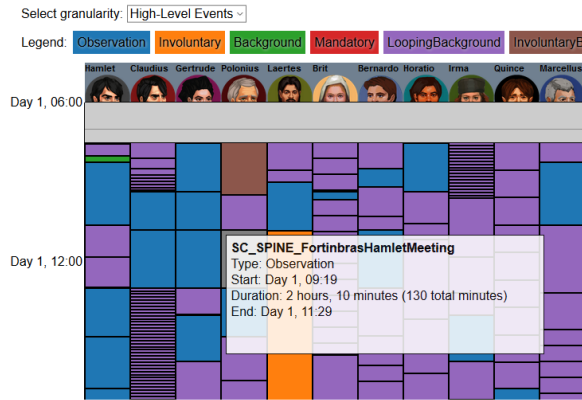 Select granularity: High-Level Events
Legend: Observation Involuntary Background Mandatory LoopingBackground InvoluntaryB
Hamlet Claudius Gertrude Polonius Laertes Brit Bernardo Horatio Irma Quince Marcellus
Day 1, 06:00
Day 1, 12:00
SC_SPINE_FortinbrasHamletMeeting
Type: Observation
Start: Day 1, 09:19
Duration: 2 hours, 10 minutes (130 total minutes)
End: Day 1, 11:29